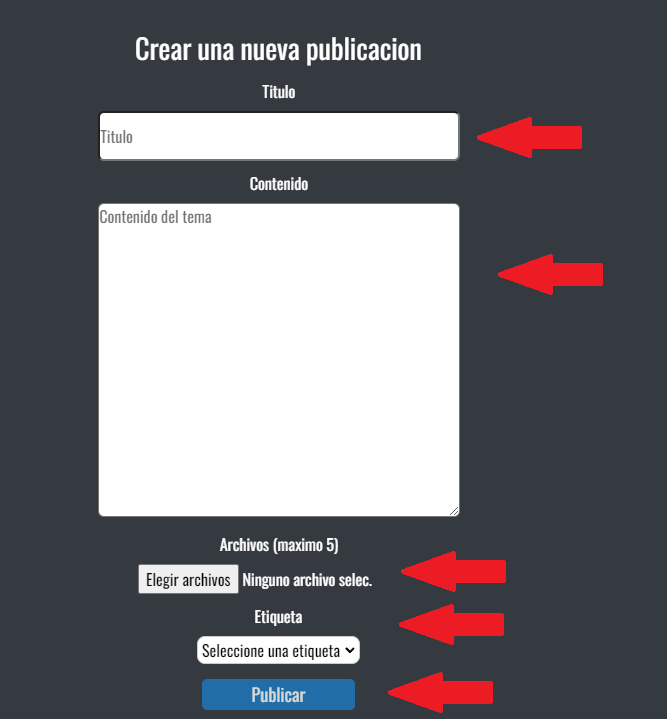 Crear una nueva publicacion
Titulo
Titulo
Contenido
Contenido del tema
Archivos (maximo 5)
Elegir archivos Ninguno archivo selec.
Etiqueta
Seleccione una etiqueta
Publicar